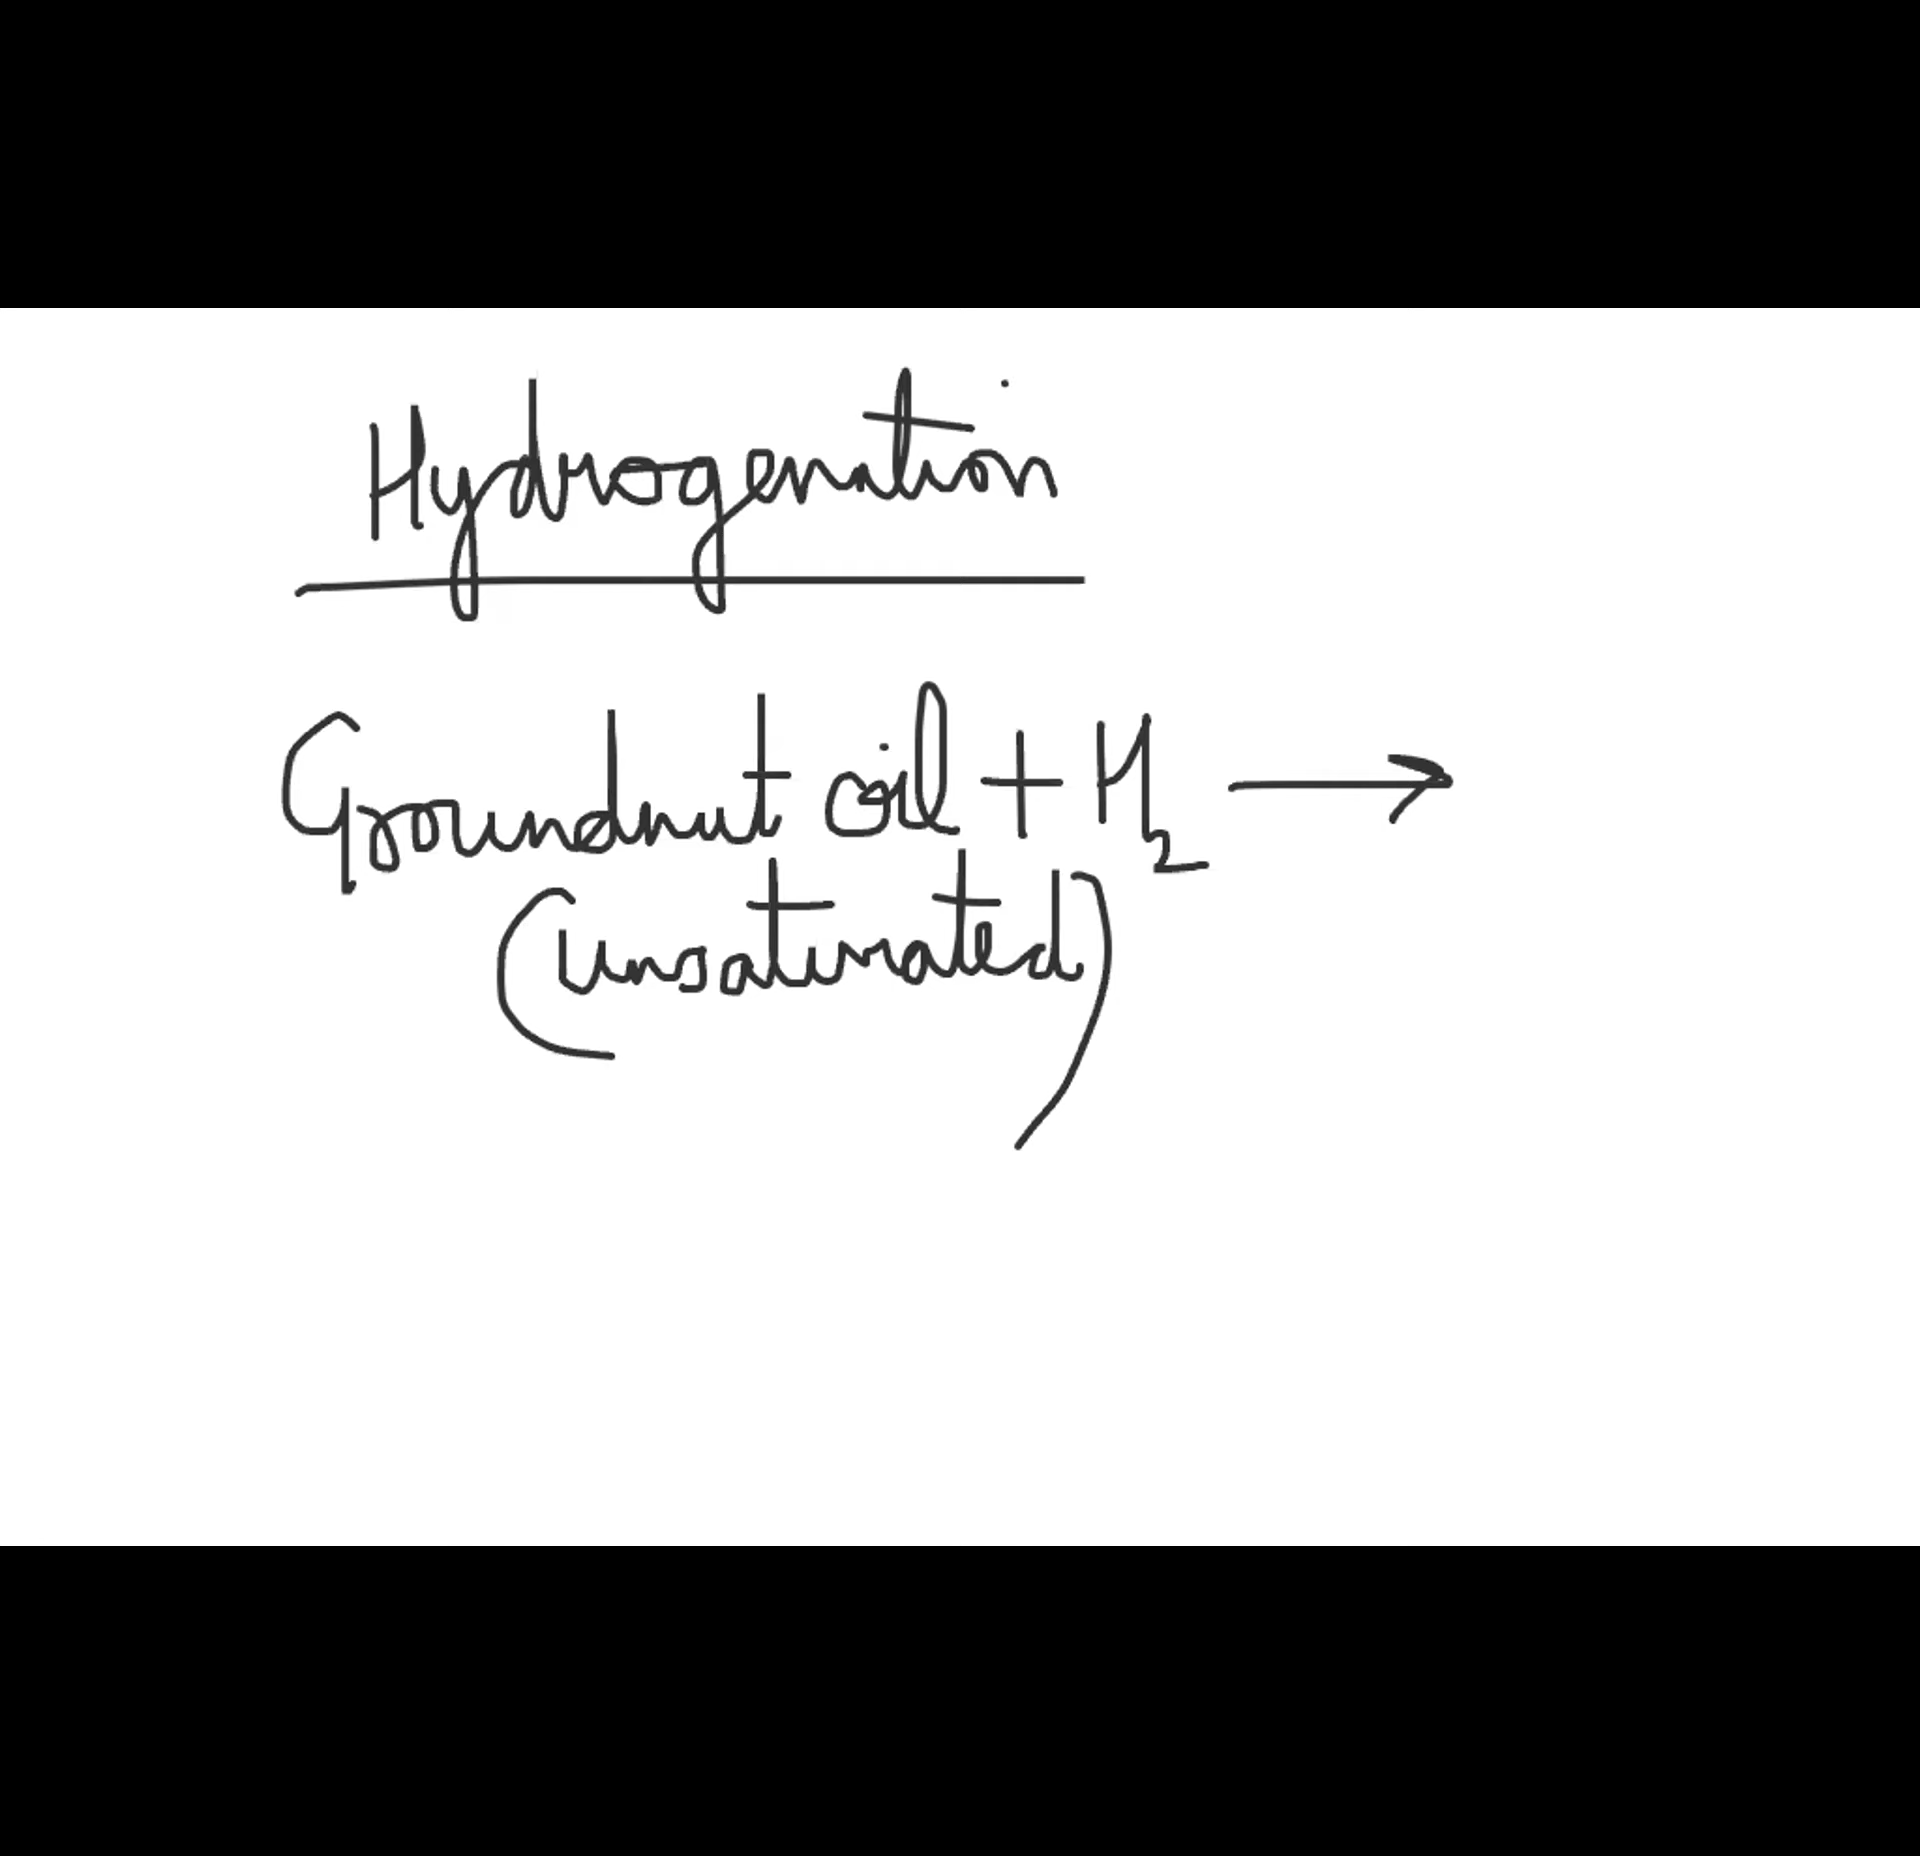 Hydrogenation
Groundnut oil + H₂ →
(unsaturated)